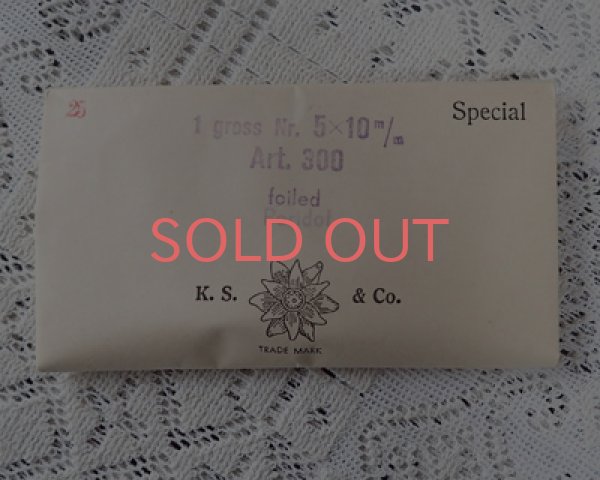 25
Special
1 gross Nr. 5×10 m/m
Art. 300
foiled
SOLD OUT
K. S. & Co.
TRADE MARK